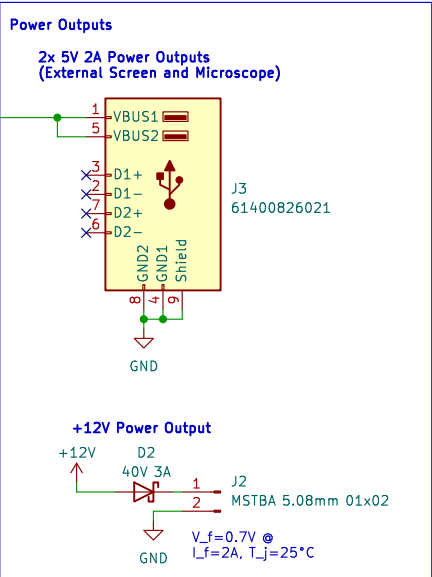 Power Outputs
2x 5V 2A Power Outputs
(External Screen and Microscope)
1 VBUS1
5 VBUS2
3 D1+
2 D1-
7 D2+
6 D2-
J3
61400826021
GND2 GND1 Shield
8 4 9
GND
+12V Power Output
+12V D2
40V 3A
1 J2
2 MSTBA 5.08mm 01x02
V_f=0.7V @
I_f=2A, T_j=25°C
GND